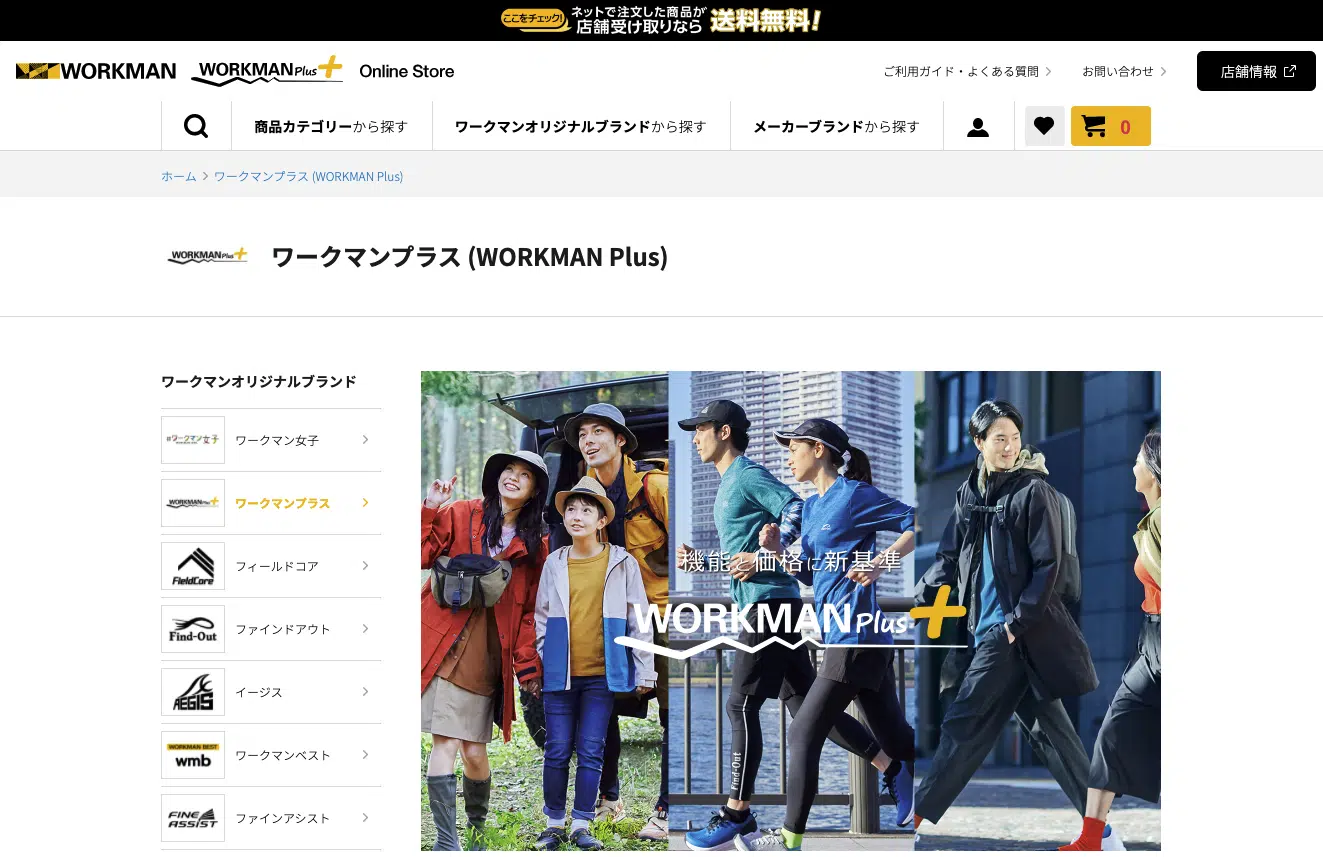 ここをチェック!
ネットで注文した商品が
店舗受け取りなら
送料無料!
WORKMAN
WORKMAN Plus+
Online Store
ご利用ガイド・よくある質問
お問い合わせ
店舗情報
商品カテゴリーから探す
ワークマンオリジナルブランドから探す
メーカーブランドから探す
0
ホーム
ワークマンプラス (WORKMAN Plus)
WORKMAN Plus+
ワークマンプラス (WORKMAN Plus)
ワークマンオリジナルブランド
#ワークマン女子
ワークマン女子
WORKMAN Plus+
ワークマンプラス
FieldCore
フィールドコア
Find-Out
ファインドアウト
AEGIS
イージス
WORKMAN BEST
wmb
ワークマンベスト
FINE
ASSIST
ファインアシスト
機能と価格に新基準
WORKMAN Plus+
Find-Out